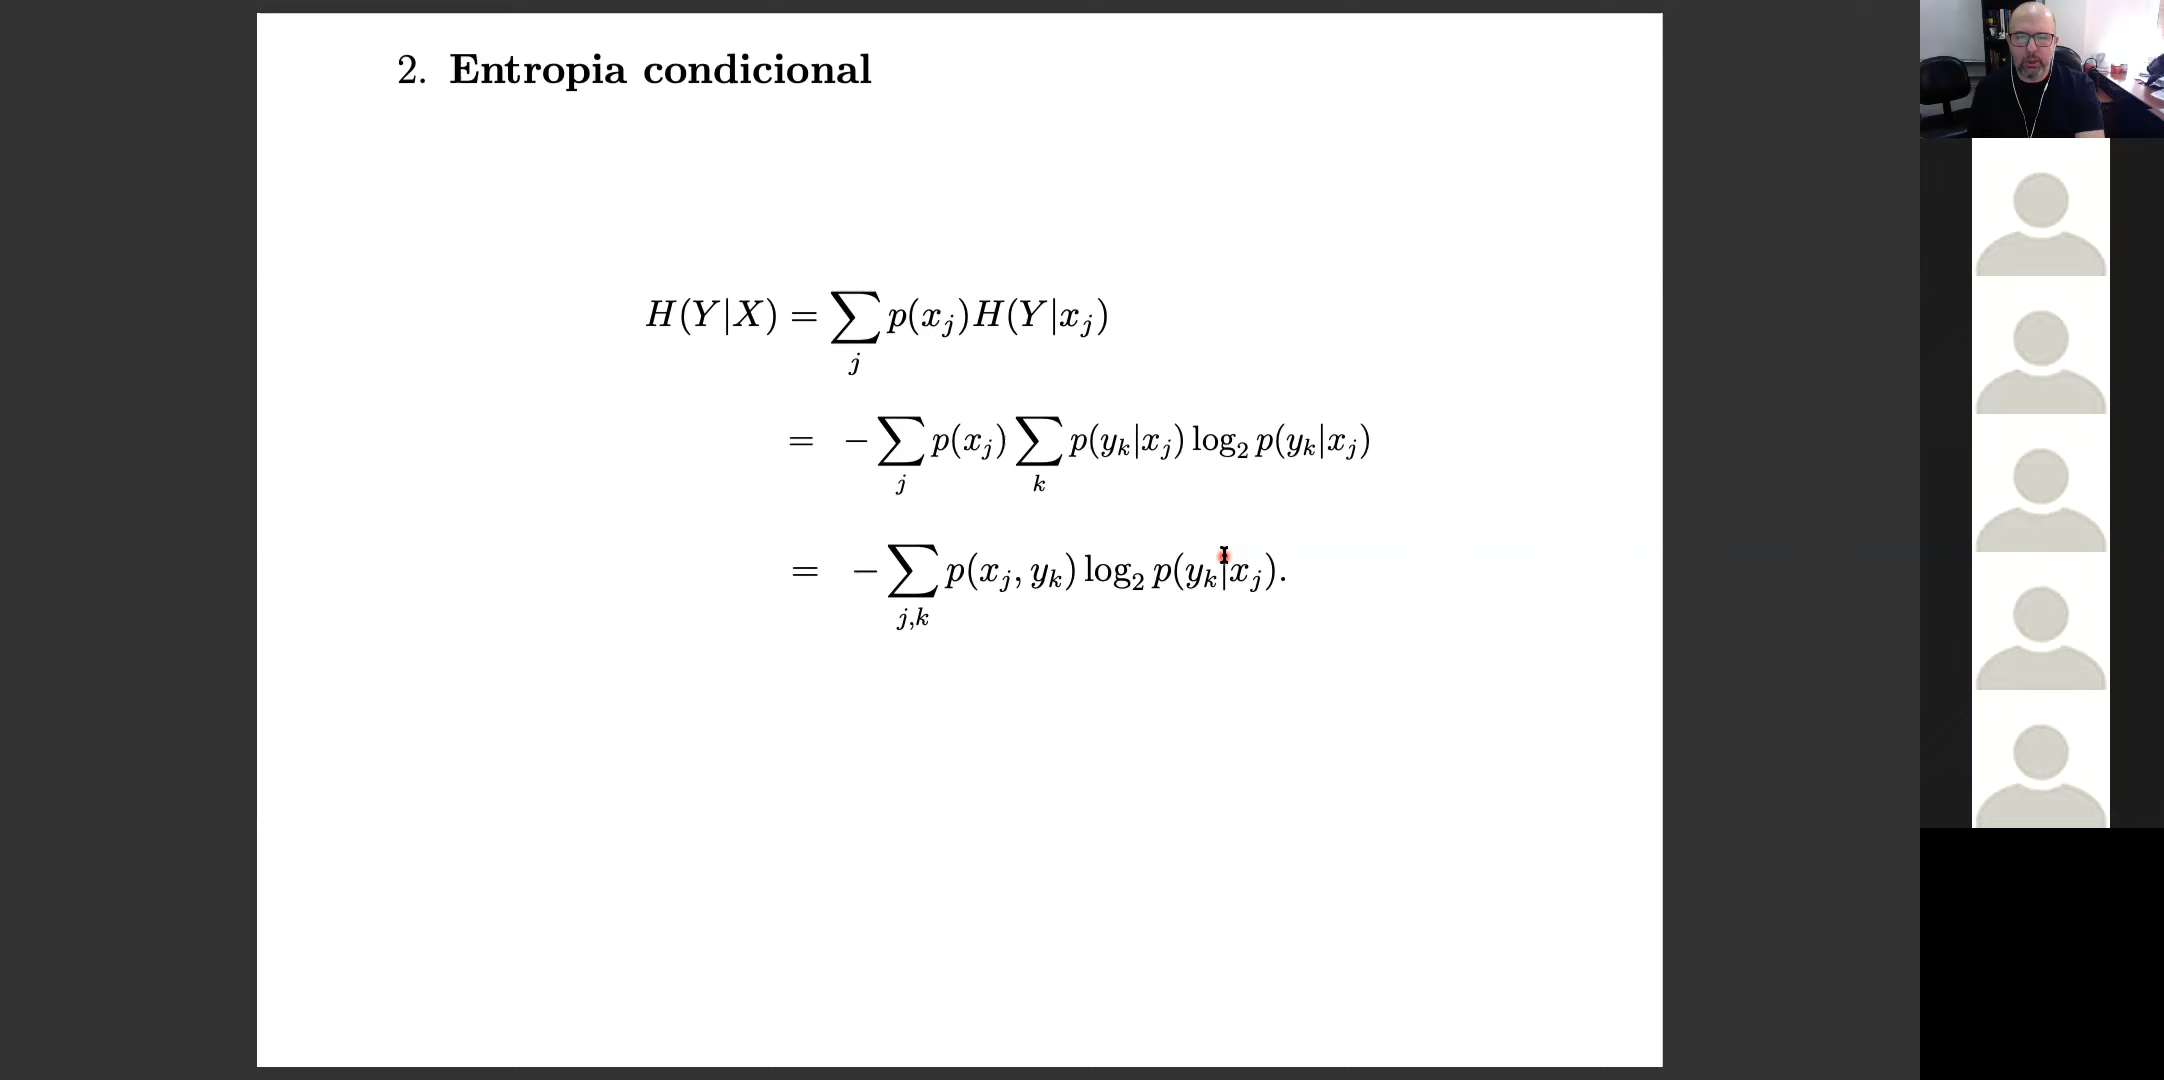 2. Entropia condicional
H(Y|X) = ∑_j p(x_j)H(Y|x_j)
= −∑_j p(x_j) ∑_k p(y_k|x_j) log_2 p(y_k|x_j)
= −∑_{j,k} p(x_j, y_k) log_2 p(y_k|x_j).